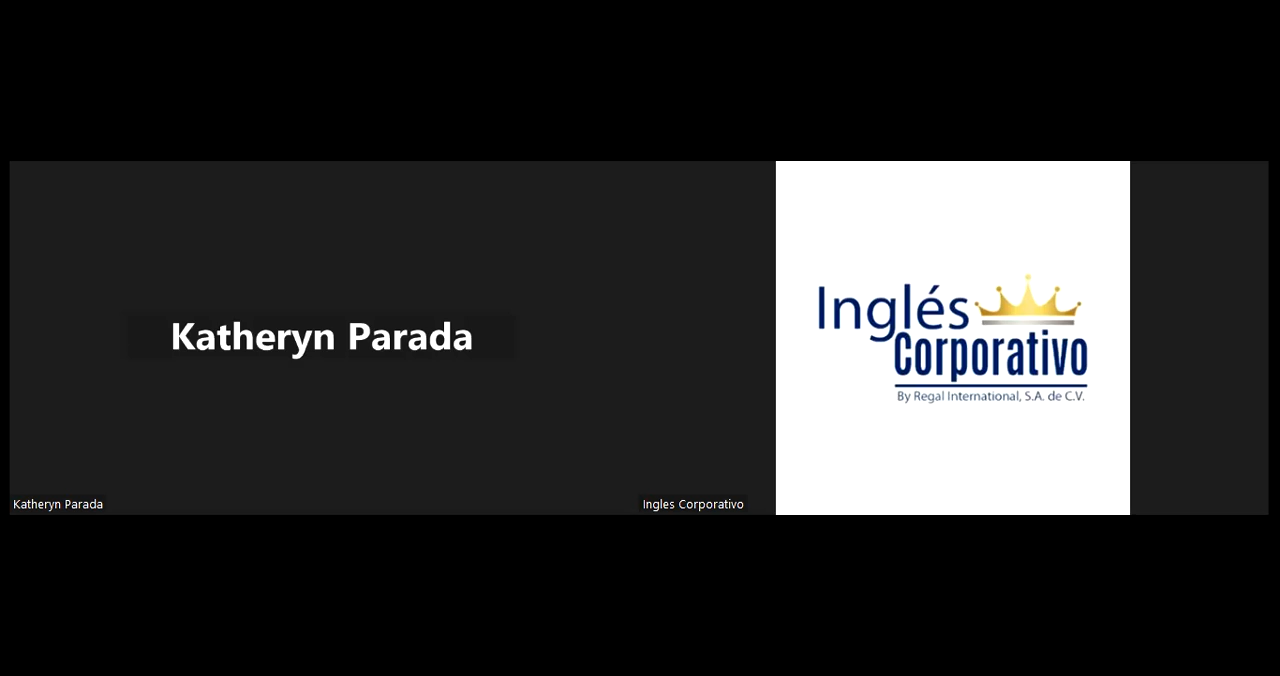 Katheryn Parada
Katheryn Parada
Inglés
Corporativo
By Regal International, S.A. de C.V.
Ingles Corporativo